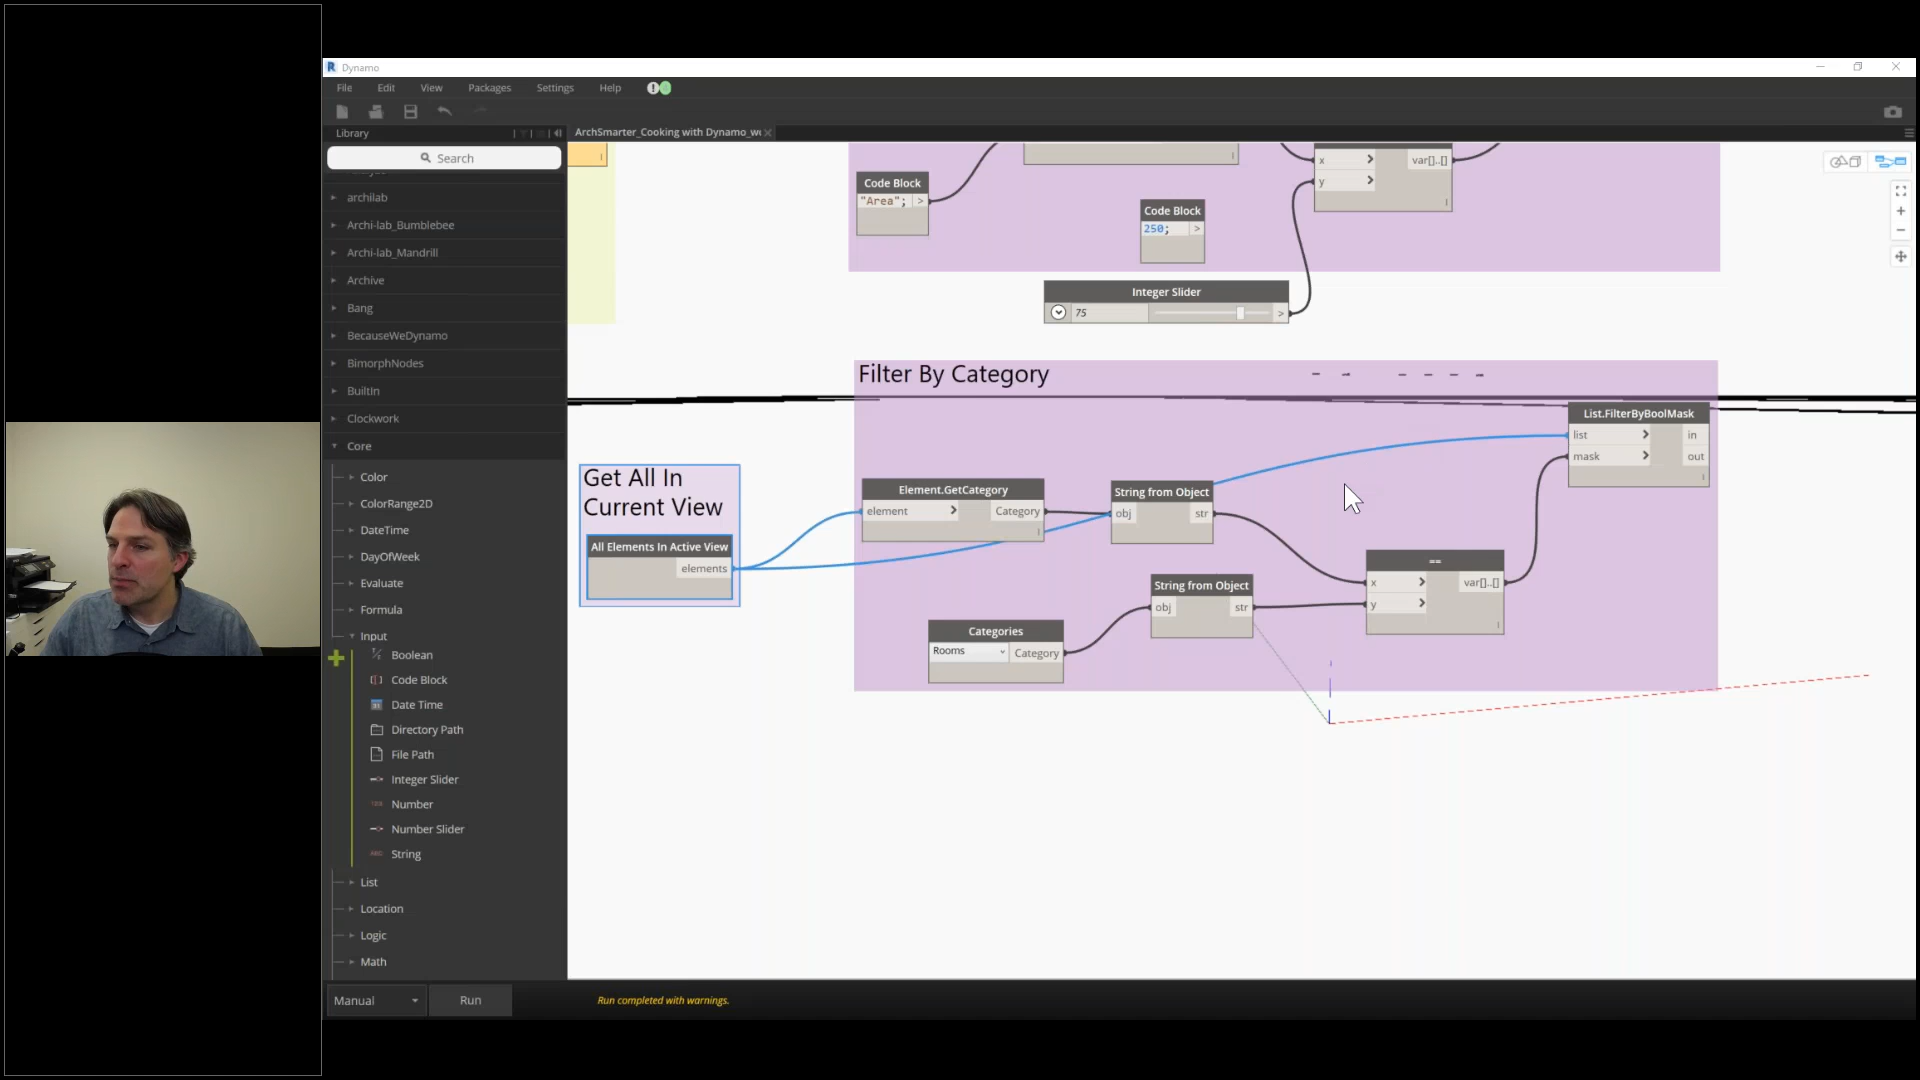 Dynamo
File Edit View Packages Settings Help
Library
ArchSmarter_Cooking with Dynamo_w
Search
archilab
Archi-lab_Bumblebee
Archi-lab_Mandrill
Archive
Bang
BecauseWeDynamo
BimorphNodes
BuiltIn
Clockwork
Core
Color
ColorRange2D
DateTime
DayOfWeek
Evaluate
Formula
Input
Boolean
Code Block
Date Time
Directory Path
File Path
Integer Slider
Number
Number Slider
String
List
Location
Logic
Math
Manual
Run
Run completed with warnings.
Code Block
"Area"; >
Code Block
250; >
x > var[]..[]
y >
Integer Slider
75 >
Filter By Category
Get All In
Current View
All Elements In Active View
elements
Element.GetCategory
element > Category
String from Object
obj str
String from Object
obj str
Categories
Rooms Category
==
x > var[]..[]
y >
List.FilterByBoolMask
list > in
mask > out